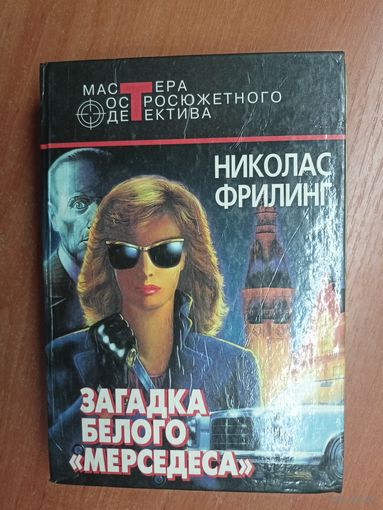 МАСТЕРА
ОСТРОСЮЖЕТНОГО
ДЕТЕКТИВА
НИКОЛАС
ФРИЛИНГ
ЗАГАДКА
БЕЛОГО
«МЕРСЕДЕСА»